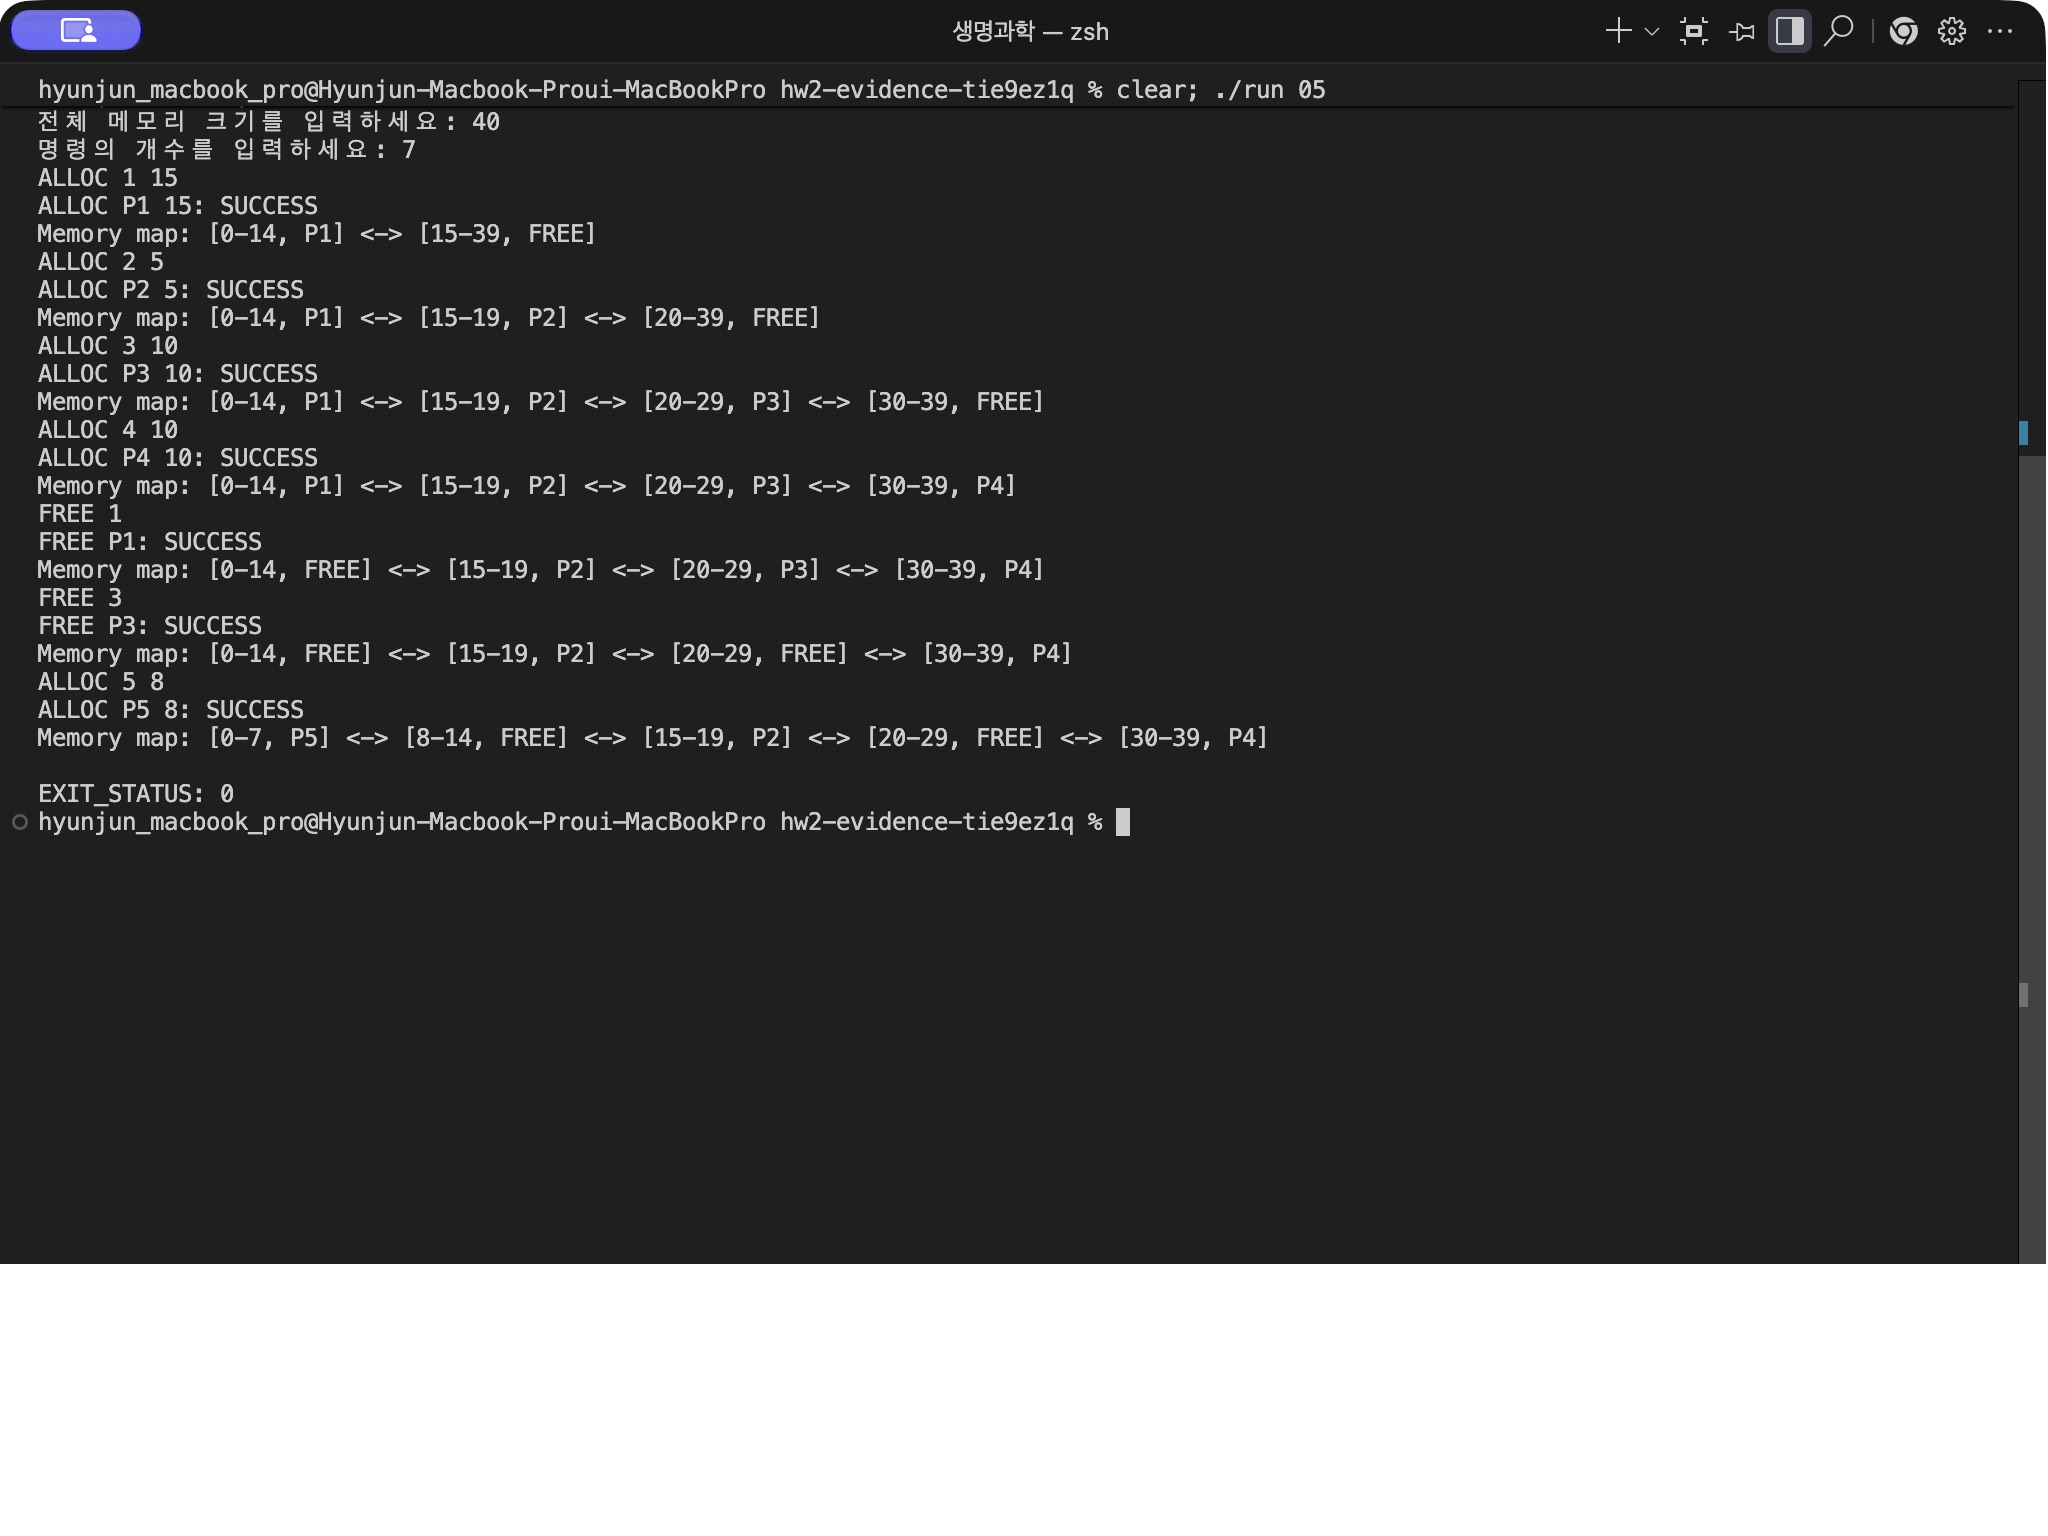 생명과학 — zsh
hyunjun_macbook_pro@Hyunjun-Macbook-Proui-MacBookPro hw2-evidence-tie9ez1q % clear; ./run 05
전체 메모리 크기를 입력하세요: 40
명령의 개수를 입력하세요: 7
ALLOC 1 15
ALLOC P1 15: SUCCESS
Memory map: [0-14, P1] <-> [15-39, FREE]
ALLOC 2 5
ALLOC P2 5: SUCCESS
Memory map: [0-14, P1] <-> [15-19, P2] <-> [20-39, FREE]
ALLOC 3 10
ALLOC P3 10: SUCCESS
Memory map: [0-14, P1] <-> [15-19, P2] <-> [20-29, P3] <-> [30-39, FREE]
ALLOC 4 10
ALLOC P4 10: SUCCESS
Memory map: [0-14, P1] <-> [15-19, P2] <-> [20-29, P3] <-> [30-39, P4]
FREE 1
FREE P1: SUCCESS
Memory map: [0-14, FREE] <-> [15-19, P2] <-> [20-29, P3] <-> [30-39, P4]
FREE 3
FREE P3: SUCCESS
Memory map: [0-14, FREE] <-> [15-19, P2] <-> [20-29, FREE] <-> [30-39, P4]
ALLOC 5 8
ALLOC P5 8: SUCCESS
Memory map: [0-7, P5] <-> [8-14, FREE] <-> [15-19, P2] <-> [20-29, FREE] <-> [30-39, P4]
EXIT_STATUS: 0
hyunjun_macbook_pro@Hyunjun-Macbook-Proui-MacBookPro hw2-evidence-tie9ez1q %